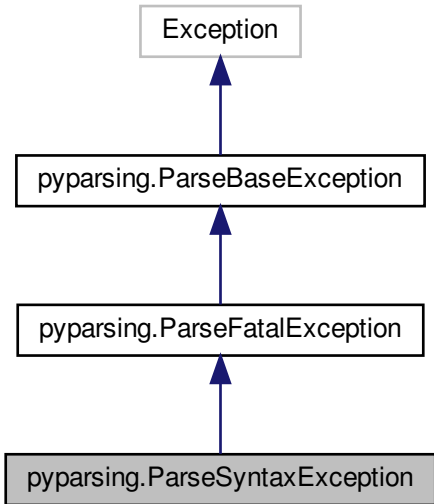 Exception
pyparsing.ParseBaseException
pyparsing.ParseFatalException
pyparsing.ParseSyntaxException